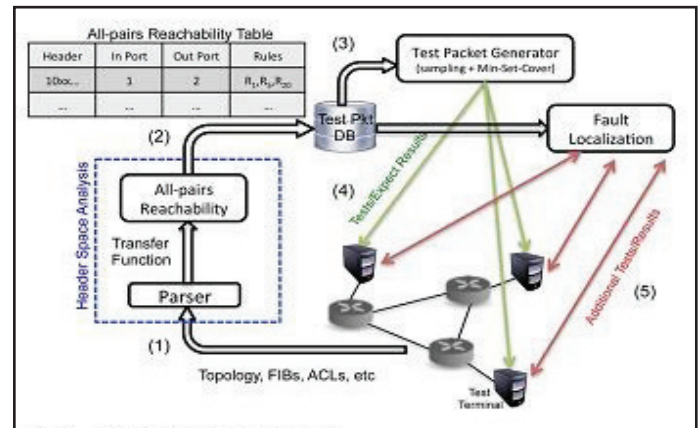 All-pairs Reachability Table
Header In Port Out Port Rules
10xx... 1 2 R1,R5,R20
... ... ... ...
(3)
Test Packet Generator
(sampling + Min-Set-Cover)
(2)
Test Pkt
DB
Fault
Localization
Header Space Analysis
All-pairs
Reachability
Transfer
Function
Parser
(4)
Tests/Expect Results
Additional Tests/Results
(5)
(1)
Topology, FIBs, ACLs, etc
Test
Terminal